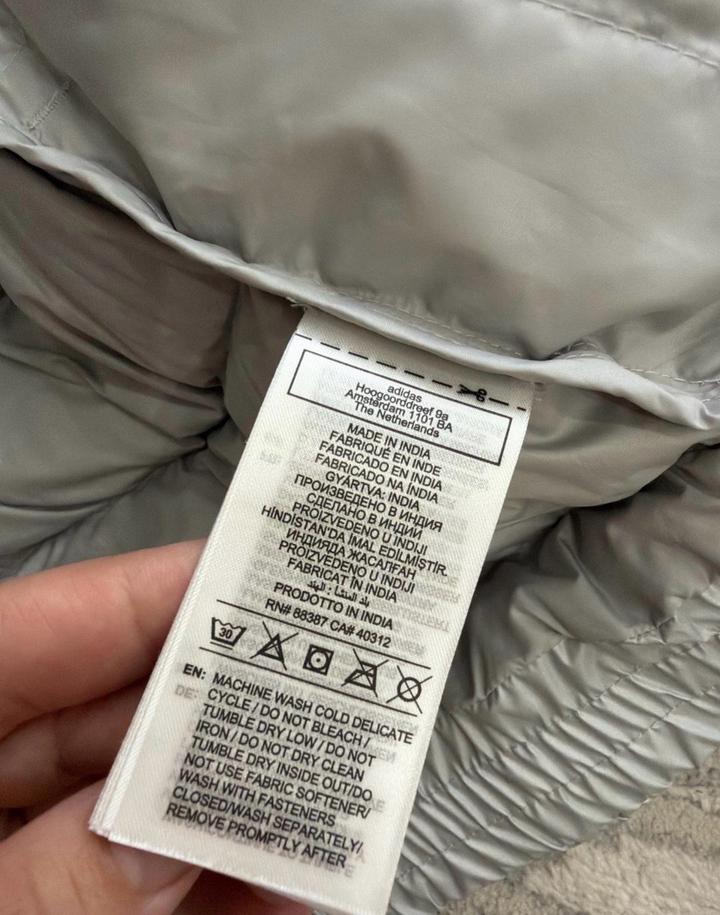 adidas
Hoogoorddreef 9a
Amsterdam 1101 BA
The Netherlands
MADE IN INDIA
FABRIQUÉ EN INDE
FABRICADO EN INDIA
FABRICADO NA ÍNDIA
GYÁRTVA: INDIA
ПРОИЗВЕДЕНО В ИНДИЯ
СДЕЛАНО В ИНДИИ
PROIZVEDENO U INDIJI
HİNDİSTAN'DA İMAL EDİLMİŞTİR.
ИНДИЯДА ЖАСАЛҒАН
PROIZVEDENO U INDIJI
FABRICAT ÎN INDIA
بلد المنشأ : الهند
PRODOTTO IN INDIA
RN# 88387 CA# 40312
30
EN: MACHINE WASH COLD DELICATE
CYCLE / DO NOT BLEACH /
TUMBLE DRY LOW / DO NOT
IRON / DO NOT DRY CLEAN
TUMBLE DRY INSIDE OUT/DO
NOT USE FABRIC SOFTENER/
WASH WITH FASTENERS
CLOSED/WASH SEPARATELY/
REMOVE PROMPTLY AFTER